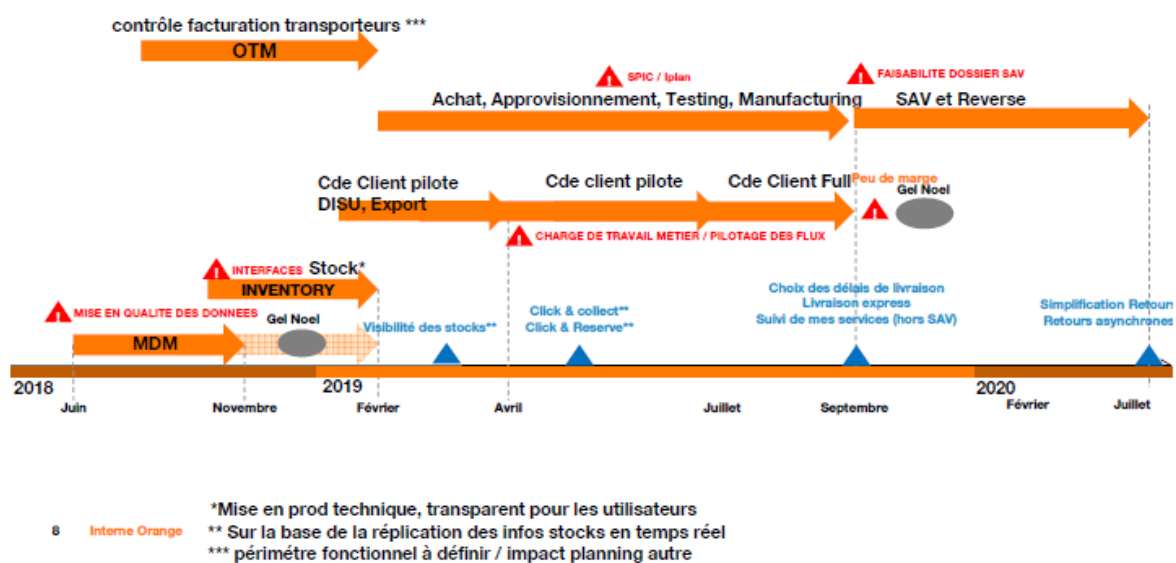 contrôle facturation transporteurs ***
OTM
SPIC / Iplan
FAISABILITE DOSSIER SAV
Achat, Approvisionnement, Testing, Manufacturing
SAV et Reverse
Cde Client pilote
DISU, Export
Cde client pilote
Cde Client Full
Peu de marge
Gel Noel
CHARGE DE TRAVAIL METIER / PILOTAGE DES FLUX
INTERFACES
Stock*
INVENTORY
MISE EN QUALITE DES DONNEES
Gel Noel
MDM
Visibilité des stocks**
Click & collect**
Click & Reserve**
Choix des délais de livraison
Livraison express
Suivi de mes services (hors SAV)
Simplification Retours
Retours asynchrones
2018
2019
2020
Juin
Novembre
Février
Avril
Juillet
Septembre
Février
Juillet
*Mise en prod technique, transparent pour les utilisateurs
8 Interne Orange
** Sur la base de la réplication des infos stocks en temps réel
*** périmétre fonctionnel à définir / impact planning autre